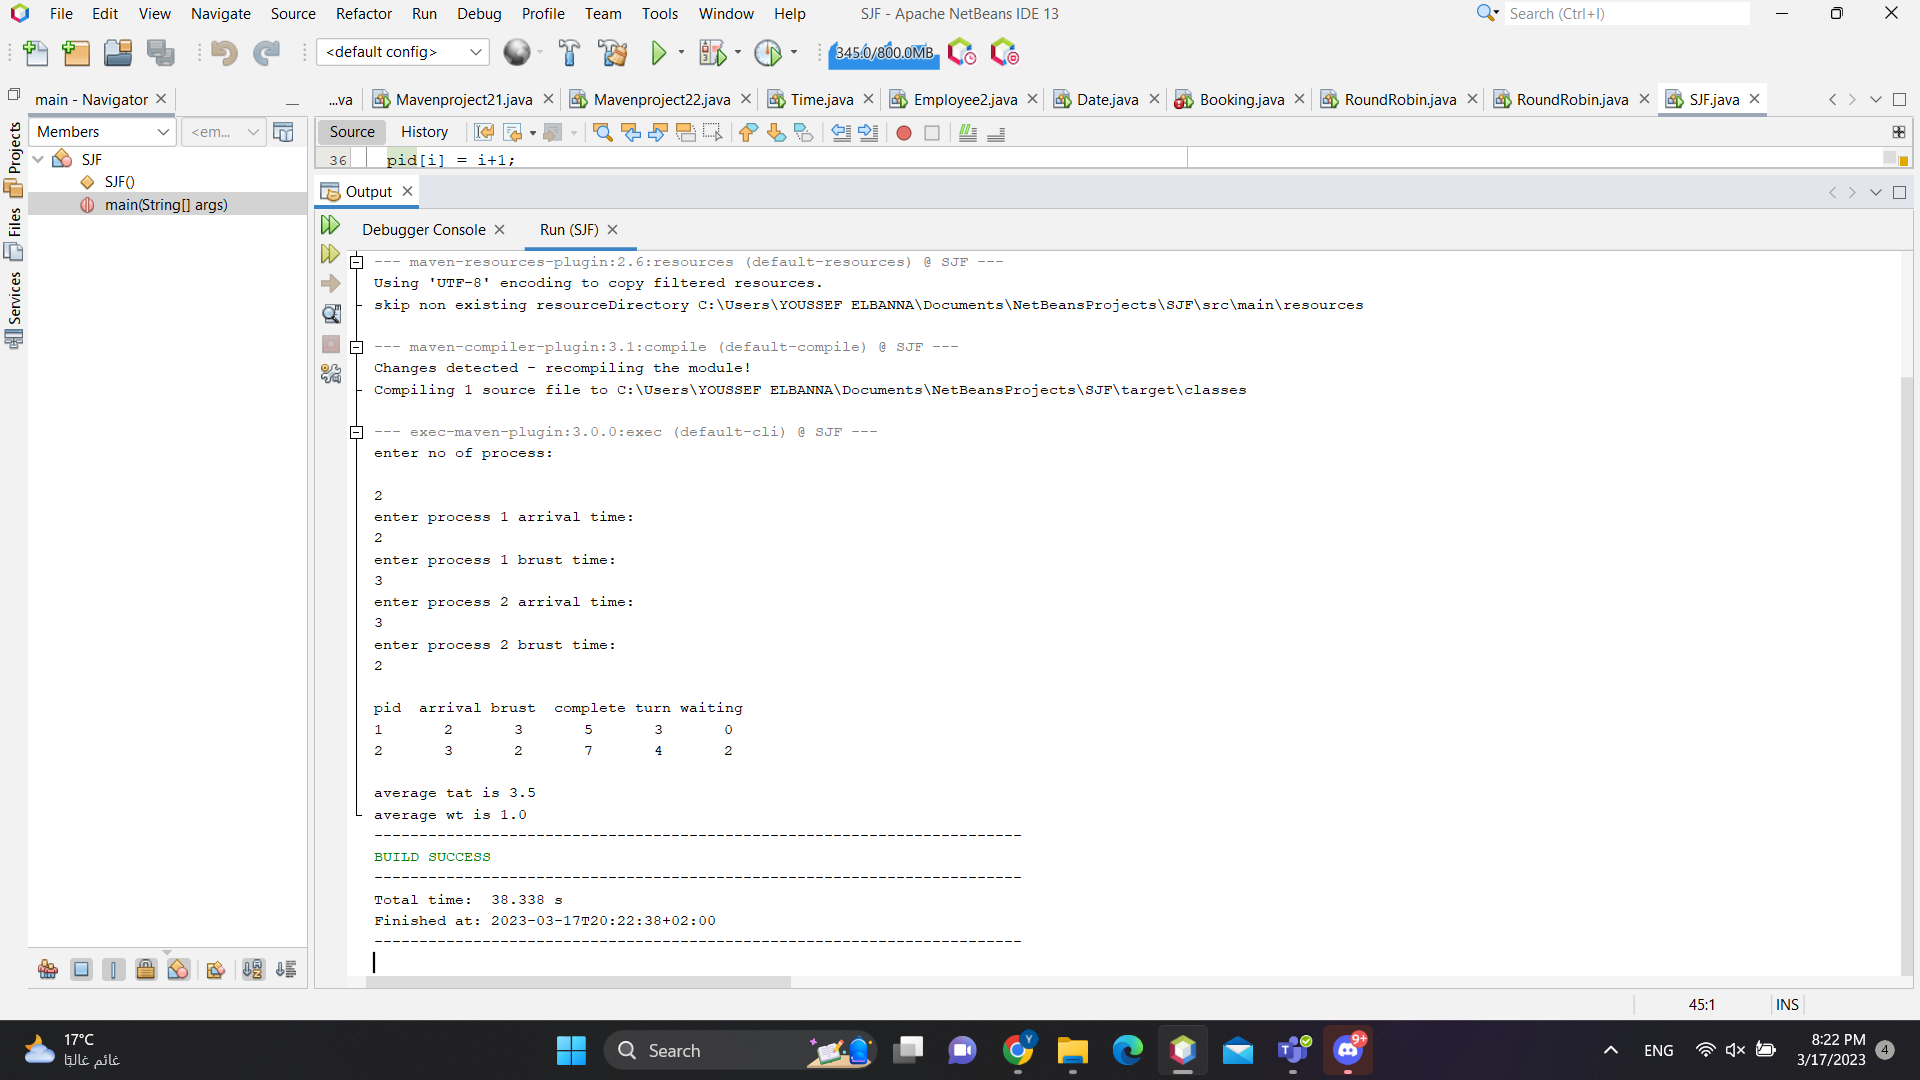 File Edit View Navigate Source Refactor Run Debug Profile Team Tools Window Help SJF - Apache NetBeans IDE 13 Search (Ctrl+I)
<default config> 345.0/800.0MB
main - Navigator
...va Mavenproject21.java Mavenproject22.java Time.java Employee2.java Date.java Booking.java RoundRobin.java RoundRobin.java SJF.java
Members <em...
Source History
Projects
Files
Services
SJF
SJF()
main(String[] args)
36 pid[i] = i+1;
Output
Debugger Console Run (SJF)
--- maven-resources-plugin:2.6:resources (default-resources) @ SJF ---
Using 'UTF-8' encoding to copy filtered resources.
skip non existing resourceDirectory C:\Users\YOUSSEF ELBANNA\Documents\NetBeansProjects\SJF\src\main\resources
--- maven-compiler-plugin:3.1:compile (default-compile) @ SJF ---
Changes detected - recompiling the module!
Compiling 1 source file to C:\Users\YOUSSEF ELBANNA\Documents\NetBeansProjects\SJF\target\classes
--- exec-maven-plugin:3.0.0:exec (default-cli) @ SJF ---
enter no of process:
2
enter process 1 arrival time:
2
enter process 1 brust time:
3
enter process 2 arrival time:
3
enter process 2 brust time:
2
pid arrival brust complete turn waiting
1 2 3 5 3 0
2 3 2 7 4 2
average tat is 3.5
average wt is 1.0
------------------------------------------------------------------------
BUILD SUCCESS
------------------------------------------------------------------------
Total time: 38.338 s
Finished at: 2023-03-17T20:22:38+02:00
------------------------------------------------------------------------
45:1 INS
17°C
غائم غالبًا
Search
Y
9+
ENG
8:22 PM
3/17/2023
4